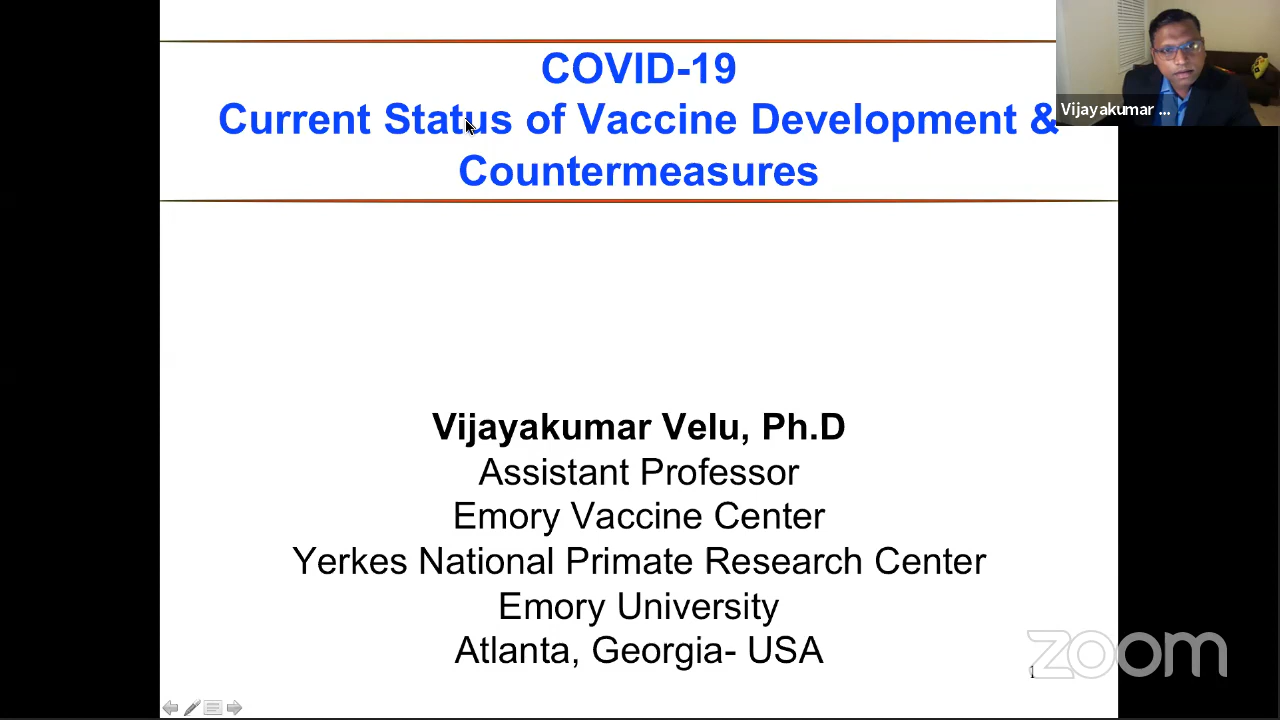 COVID-19
Current Status of Vaccine Development &
Countermeasures
Vijayakumar ...
Vijayakumar Velu, Ph.D
Assistant Professor
Emory Vaccine Center
Yerkes National Primate Research Center
Emory University
Atlanta, Georgia- USA
zoom
1